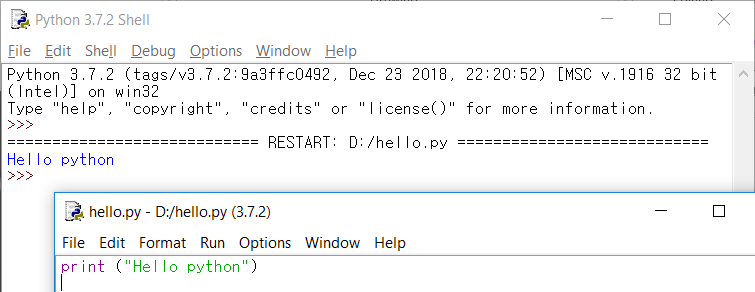 Python 3.7.2 Shell
File Edit Shell Debug Options Window Help
Python 3.7.2 (tags/v3.7.2:9a3ffc0492, Dec 23 2018, 22:20:52) [MSC v.1916 32 bit
(Intel)] on win32
Type "help", "copyright", "credits" or "license()" for more information.
>>>
============================ RESTART: D:/hello.py ============================
Hello python
>>>
hello.py - D:/hello.py (3.7.2)
File Edit Format Run Options Window Help
print ("Hello python")